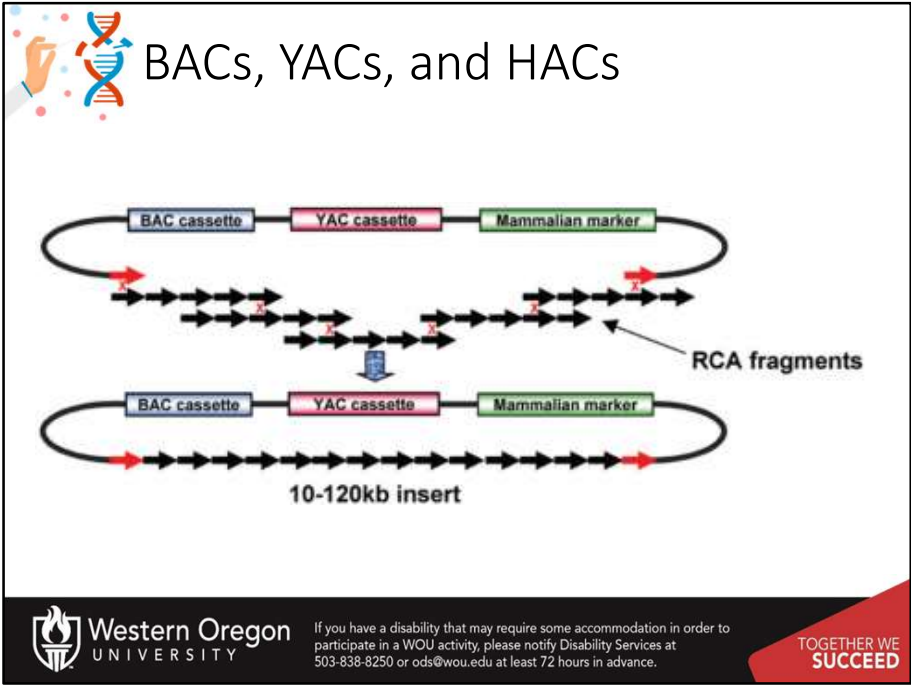 BACs, YACs, and HACs
BAC cassette YAC cassette Mammalian marker
X X
X X
X X
RCA fragments
BAC cassette YAC cassette Mammalian marker
10-120kb insert
Western Oregon
UNIVERSITY
If you have a disability that may require some accommodation in order to
participate in a WOU activity, please notify Disability Services at
503-838-8250 or ods@wou.edu at least 72 hours in advance.
TOGETHER WE
SUCCEED